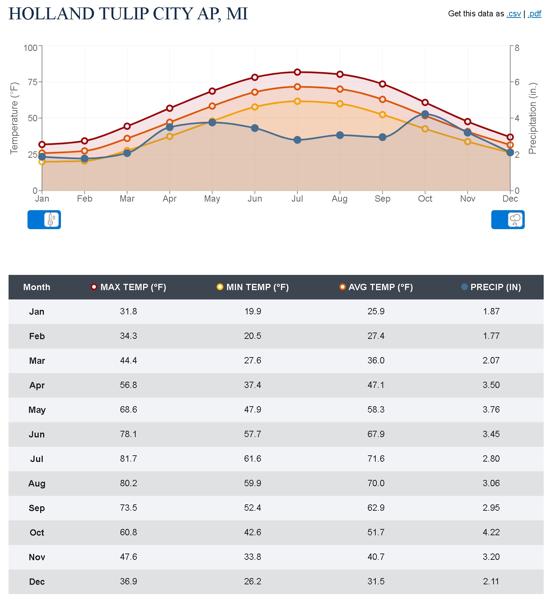 HOLLAND TULIP CITY AP, MI
Get this data as .csv | .pdf
100 8
75 6
50 4
25 2
0 0
Temperature (°F)
Precipitation (in.)
Jan Feb Mar Apr May Jun Jul Aug Sep Oct Nov Dec
Month MAX TEMP (°F) MIN TEMP (°F) AVG TEMP (°F) PRECIP (IN)
Jan 31.8 19.9 25.9 1.87
Feb 34.3 20.5 27.4 1.77
Mar 44.4 27.6 36.0 2.07
Apr 56.8 37.4 47.1 3.50
May 68.6 47.9 58.3 3.76
Jun 78.1 57.7 67.9 3.45
Jul 81.7 61.6 71.6 2.80
Aug 80.2 59.9 70.0 3.06
Sep 73.5 52.4 62.9 2.95
Oct 60.8 42.6 51.7 4.22
Nov 47.6 33.8 40.7 3.20
Dec 36.9 26.2 31.5 2.11